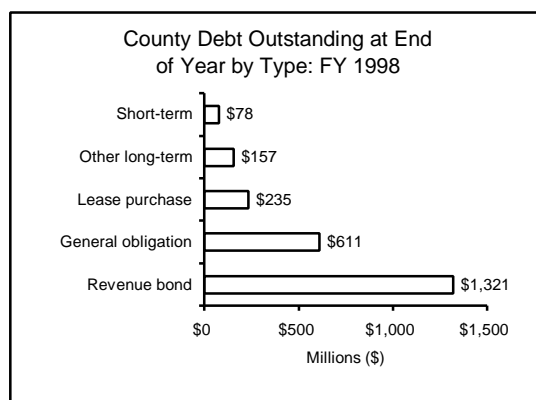 County Debt Outstanding at End
of Year by Type: FY 1998
Short-term $78
Other long-term $157
Lease purchase $235
General obligation $611
Revenue bond $1,321
$0 $500 $1,000 $1,500
Millions ($)